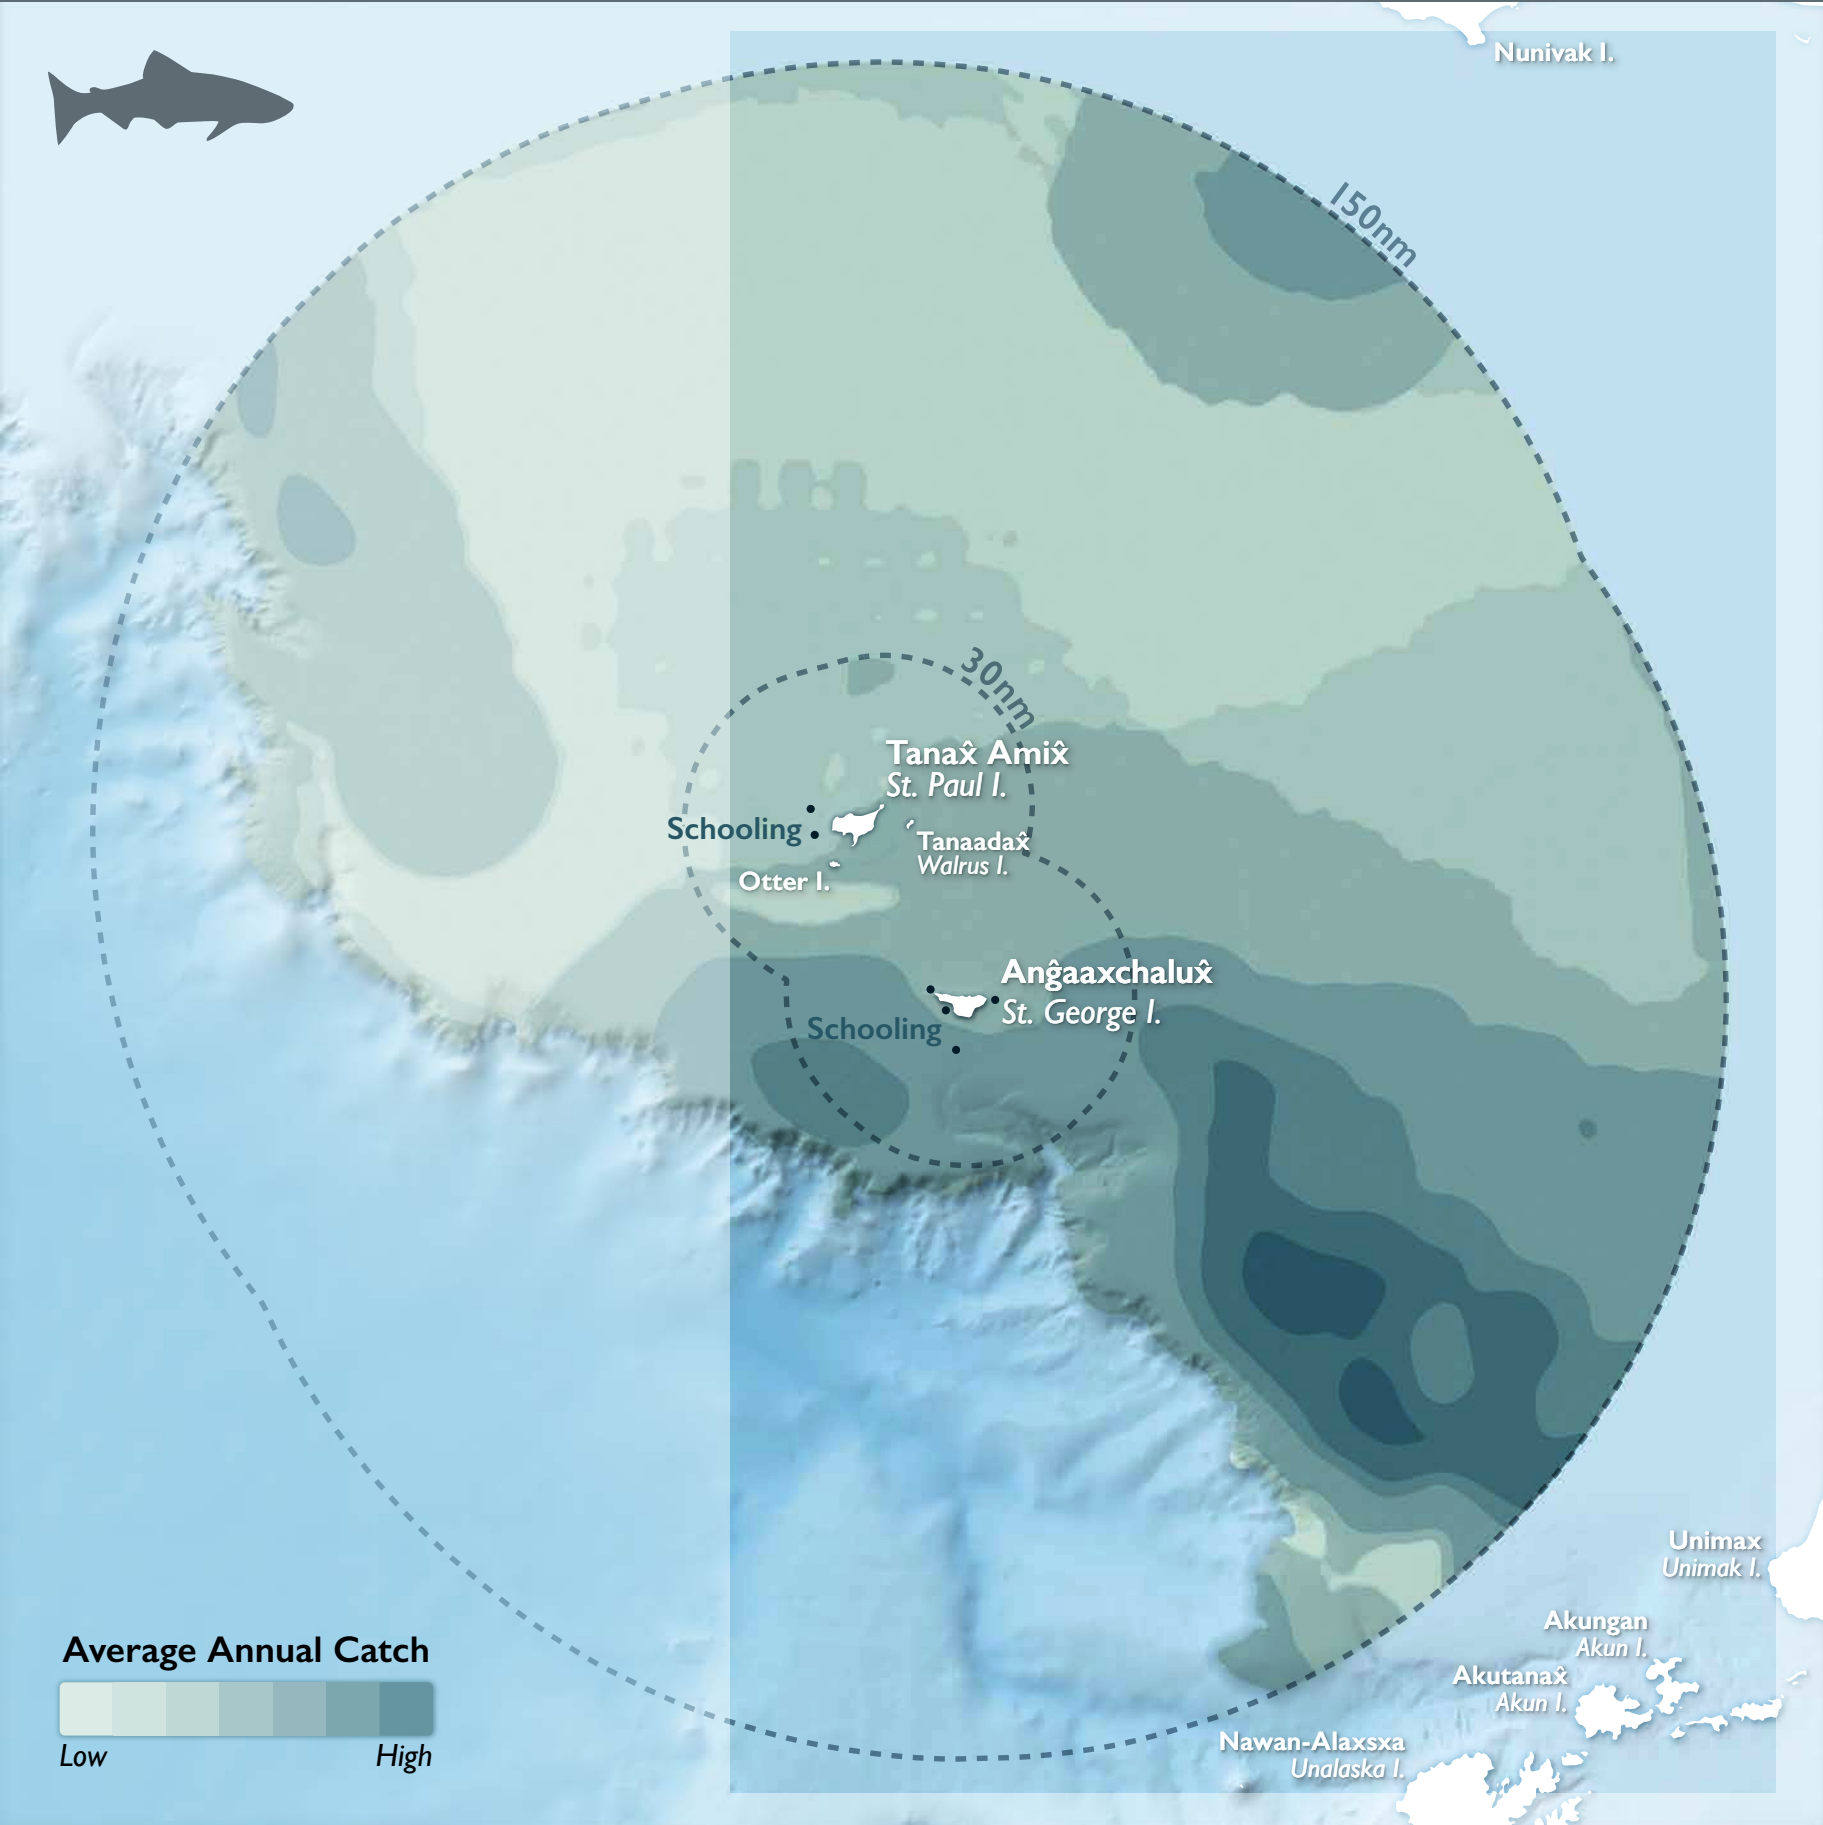 Nunivak I.
150nm
30nm
Tanax̂ Amix̂
St. Paul I.
Schooling
Tanaadax̂
Walrus I.
Otter I.
Anĝaaxchalux̂
St. George I.
Schooling
Unimax
Unimak I.
Akungan
Akun I.
Akutanax̂
Akun I.
Nawan-Alaxsxa
Unalaska I.
Average Annual Catch
Low
High